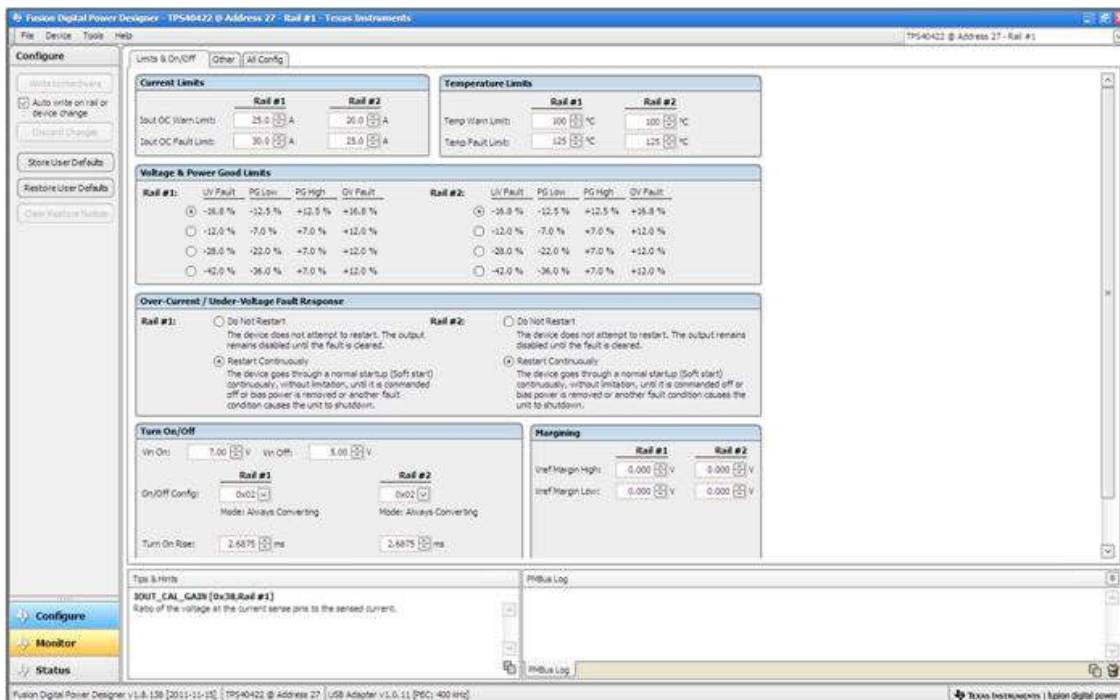 Fusion Digital Power Designer - TPS40422 @ Address 27 - Rail #1 - Texas Instruments
File Device Tools Help
TPS40422 @ Address 27 - Rail #1
Configure
Limits & On/Off Other All Config
Write to Hardware
Auto write on rail or device change
Discard Changes
Store User Defaults
Restore User Defaults
Current Limits
Rail #1 Rail #2
Iout OC Warn Limit: 25.0 A 20.0 A
Iout OC Fault Limit: 30.0 A 25.0 A
Temperature Limits
Rail #1 Rail #2
Temp Warn Limit: 100 °C 100 °C
Temp Fault Limit: 125 °C 125 °C
Voltage & Power Good Limits
Rail #1: UV Fault PG Low PG High OV Fault
-16.8 % -12.5 % +12.5 % +16.8 %
-12.0 % -7.0 % +7.0 % +12.0 %
-28.0 % -22.0 % +7.0 % +12.0 %
-42.0 % -36.0 % +7.0 % +12.0 %
Rail #2: UV Fault PG Low PG High OV Fault
-16.8 % -12.5 % +12.5 % +16.8 %
-12.0 % -7.0 % +7.0 % +12.0 %
-28.0 % -22.0 % +7.0 % +12.0 %
-42.0 % -36.0 % +7.0 % +12.0 %
Over-Current / Under-Voltage Fault Response
Rail #1: Do Not Restart
The device does not attempt to restart. The output
remains disabled until the fault is cleared.
Restart Continuously
The device goes through a normal startup (Soft start)
continuously, without limitation, until it is commanded
off or bias power is removed or another fault
condition causes the unit to shutdown.
Rail #2: Do Not Restart
The device does not attempt to restart. The output remains
disabled until the fault is cleared.
Restart Continuously
The device goes through a normal startup (Soft start)
continuously, without limitation, until it is commanded off or
bias power is removed or another fault condition causes the
unit to shutdown.
Turn On/Off
Vin On: 7.00 V Vin Off: 5.00 V
Rail #1 Rail #2
On/Off Config: 0x02 0x02
Mode: Always Converting Mode: Always Converting
Turn On Rise: 2.6875 ms 2.6875 ms
Margining
Rail #1 Rail #2
Vref Margin High: 0.000 V 0.000 V
Vref Margin Low: 0.000 V 0.000 V
Tips & Hints
IOUT_CAL_GAIN [0x38,Rail #1]
Ratio of the voltage at the current sense pins to the sensed current.
PMBus Log
PMBus Log
Configure
Monitor
Status
Fusion Digital Power Designer v1.8.138 [2011-11-15] TPS40422 @ Address 27 USB Adapter v1.0.11 [PEC; 400 kHz]
TEXAS INSTRUMENTS | fusion digital power